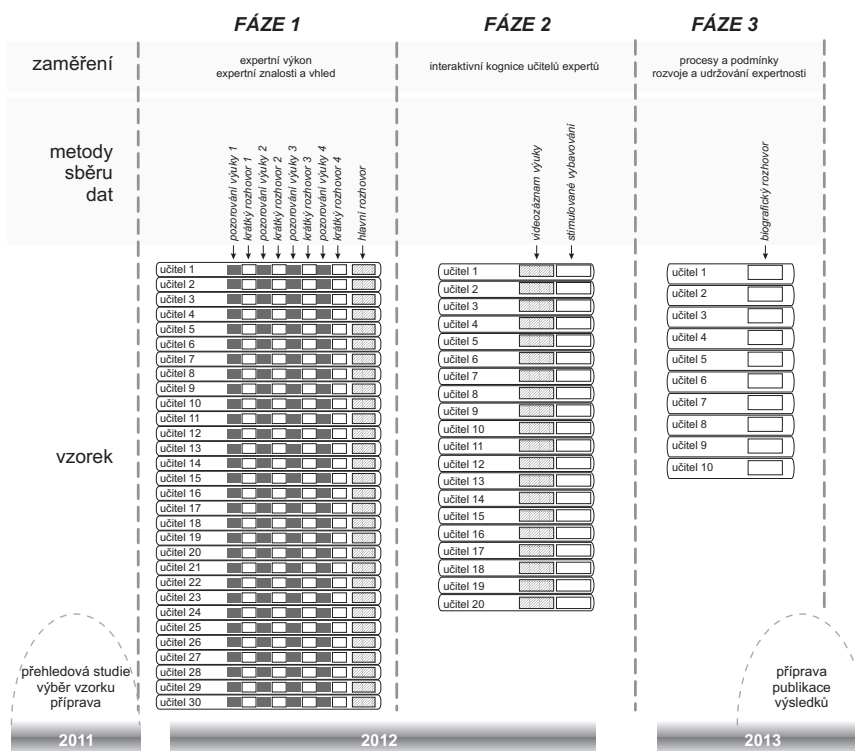 FÁZE 1
FÁZE 2
FÁZE 3
zaměření
expertní výkon
expertní znalosti a vhled
interaktivní kognice učitelů expertů
procesy a podmínky
rozvoje a udržování expertnosti
metody
sběru
dat
pozorování výuky 1
krátký rozhovor 1
pozorování výuky 2
krátký rozhovor 2
pozorování výuky 3
krátký rozhovor 3
pozorování výuky 4
krátký rozhovor 4
hlavní rozhovor
videozáznam výuky
stimulované vybavování
biografický rozhovor
vzorek
učitel 1
učitel 2
učitel 3
učitel 4
učitel 5
učitel 6
učitel 7
učitel 8
učitel 9
učitel 10
učitel 11
učitel 12
učitel 13
učitel 14
učitel 15
učitel 16
učitel 17
učitel 18
učitel 19
učitel 20
učitel 21
učitel 22
učitel 23
učitel 24
učitel 25
učitel 26
učitel 27
učitel 28
učitel 29
učitel 30
učitel 1
učitel 2
učitel 3
učitel 4
učitel 5
učitel 6
učitel 7
učitel 8
učitel 9
učitel 10
učitel 11
učitel 12
učitel 13
učitel 14
učitel 15
učitel 16
učitel 17
učitel 18
učitel 19
učitel 20
učitel 1
učitel 2
učitel 3
učitel 4
učitel 5
učitel 6
učitel 7
učitel 8
učitel 9
učitel 10
přehledová studie
výběr vzorku
příprava
příprava
publikace
výsledků
2011
2012
2013